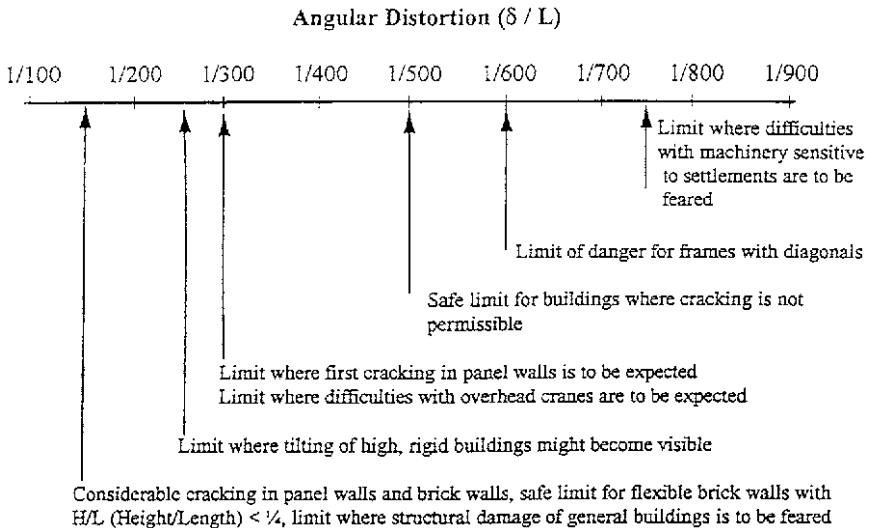 Angular Distortion (δ / L)
1/100 1/200 1/300 1/400 1/500 1/600 1/700 1/800 1/900
Limit where difficulties
with machinery sensitive
to settlements are to be
feared
Limit of danger for frames with diagonals
Safe limit for buildings where cracking is not
permissible
Limit where first cracking in panel walls is to be expected
Limit where difficulties with overhead cranes are to be expected
Limit where tilting of high, rigid buildings might become visible
Considerable cracking in panel walls and brick walls, safe limit for flexible brick walls with
H/L (Height/Length) < ¼, limit where structural damage of general buildings is to be feared